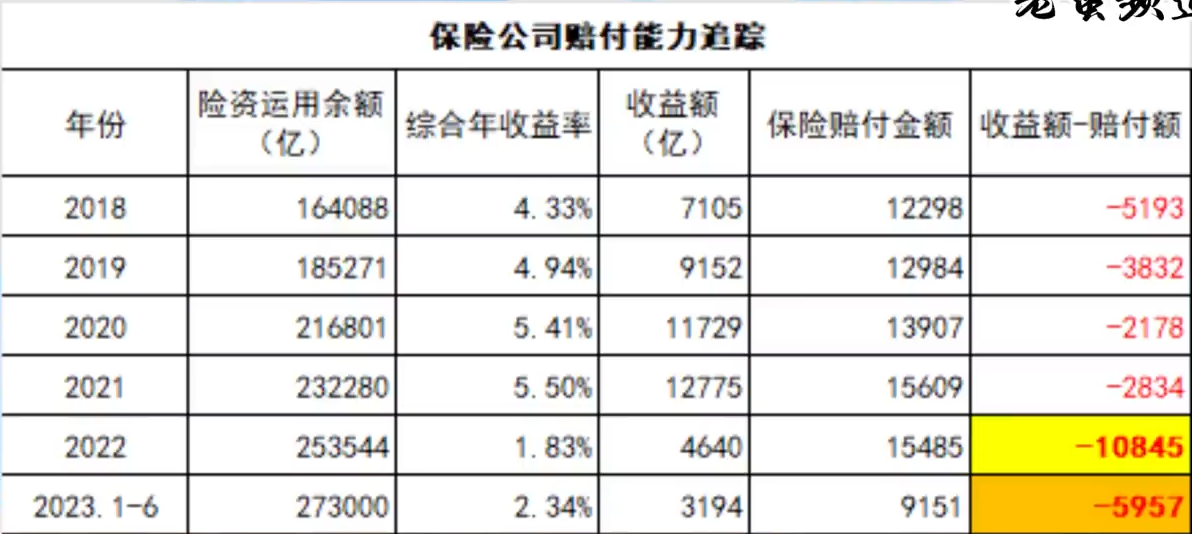 老蛮频道
保险公司赔付能力追踪
年份 险资运用余额（亿） 综合年收益率 收益额（亿） 保险赔付金额 收益额-赔付额
2018 164088 4.33% 7105 12298 -5193
2019 185271 4.94% 9152 12984 -3832
2020 216801 5.41% 11729 13907 -2178
2021 232280 5.50% 12775 15609 -2834
2022 253544 1.83% 4640 15485 -10845
2023.1-6 273000 2.34% 3194 9151 -5957